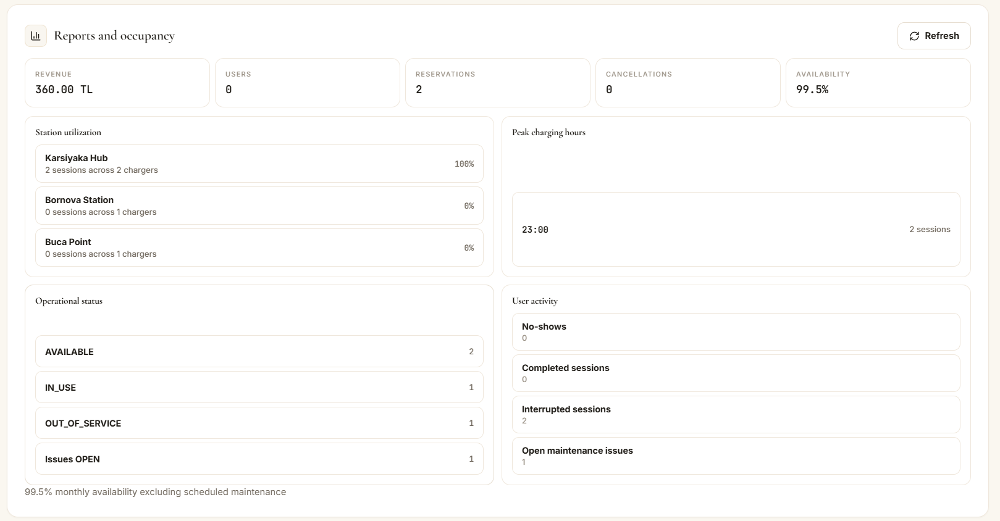 Reports and occupancy
Refresh
REVENUE
360.00 TL
USERS
0
RESERVATIONS
2
CANCELLATIONS
0
AVAILABILITY
99.5%
Station utilization
Karsiyaka Hub
2 sessions across 2 chargers
100%
Bornova Station
0 sessions across 1 chargers
0%
Buca Point
0 sessions across 1 chargers
0%
Peak charging hours
23:00
2 sessions
Operational status
AVAILABLE
2
IN_USE
1
OUT_OF_SERVICE
1
Issues OPEN
1
User activity
No-shows
0
Completed sessions
0
Interrupted sessions
2
Open maintenance issues
1
99.5% monthly availability excluding scheduled maintenance